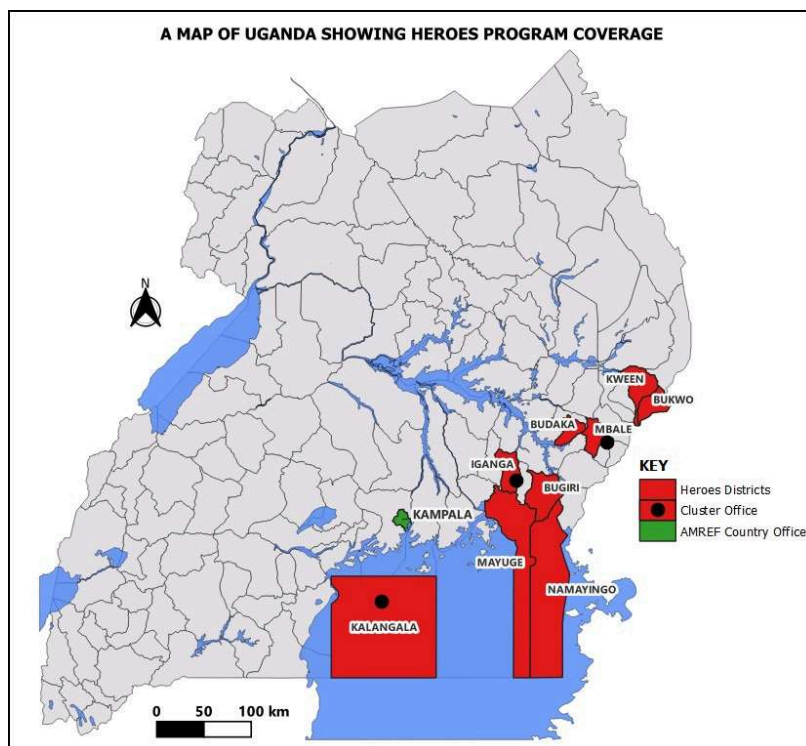 A MAP OF UGANDA SHOWING HEROES PROGRAM COVERAGE
N
KWEEN
BUKWO
BUDAKA
MBALE
IGANGA
BUGIRI
KAMPALA
MAYUGE
NAMAYINGO
KALANGALA
KEY
Heroes Districts
Cluster Office
AMREF Country Office
0 50 100 km